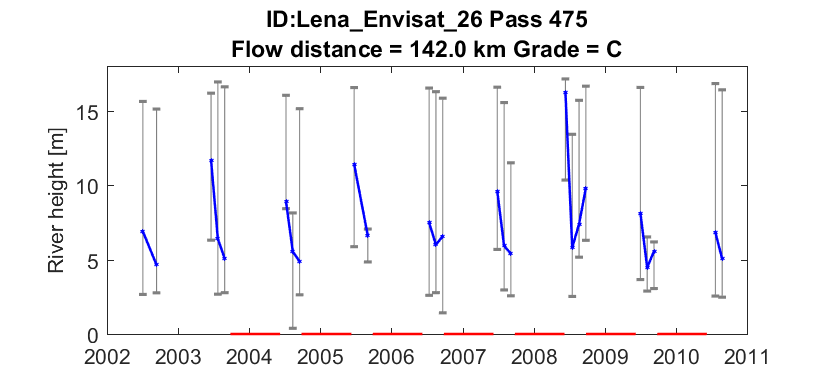 ID:Lena_Envisat_26 Pass 475
Flow distance = 142.0 km Grade = C
River height [m]
15
10
5
0
2002 2003 2004 2005 2006 2007 2008 2009 2010 2011